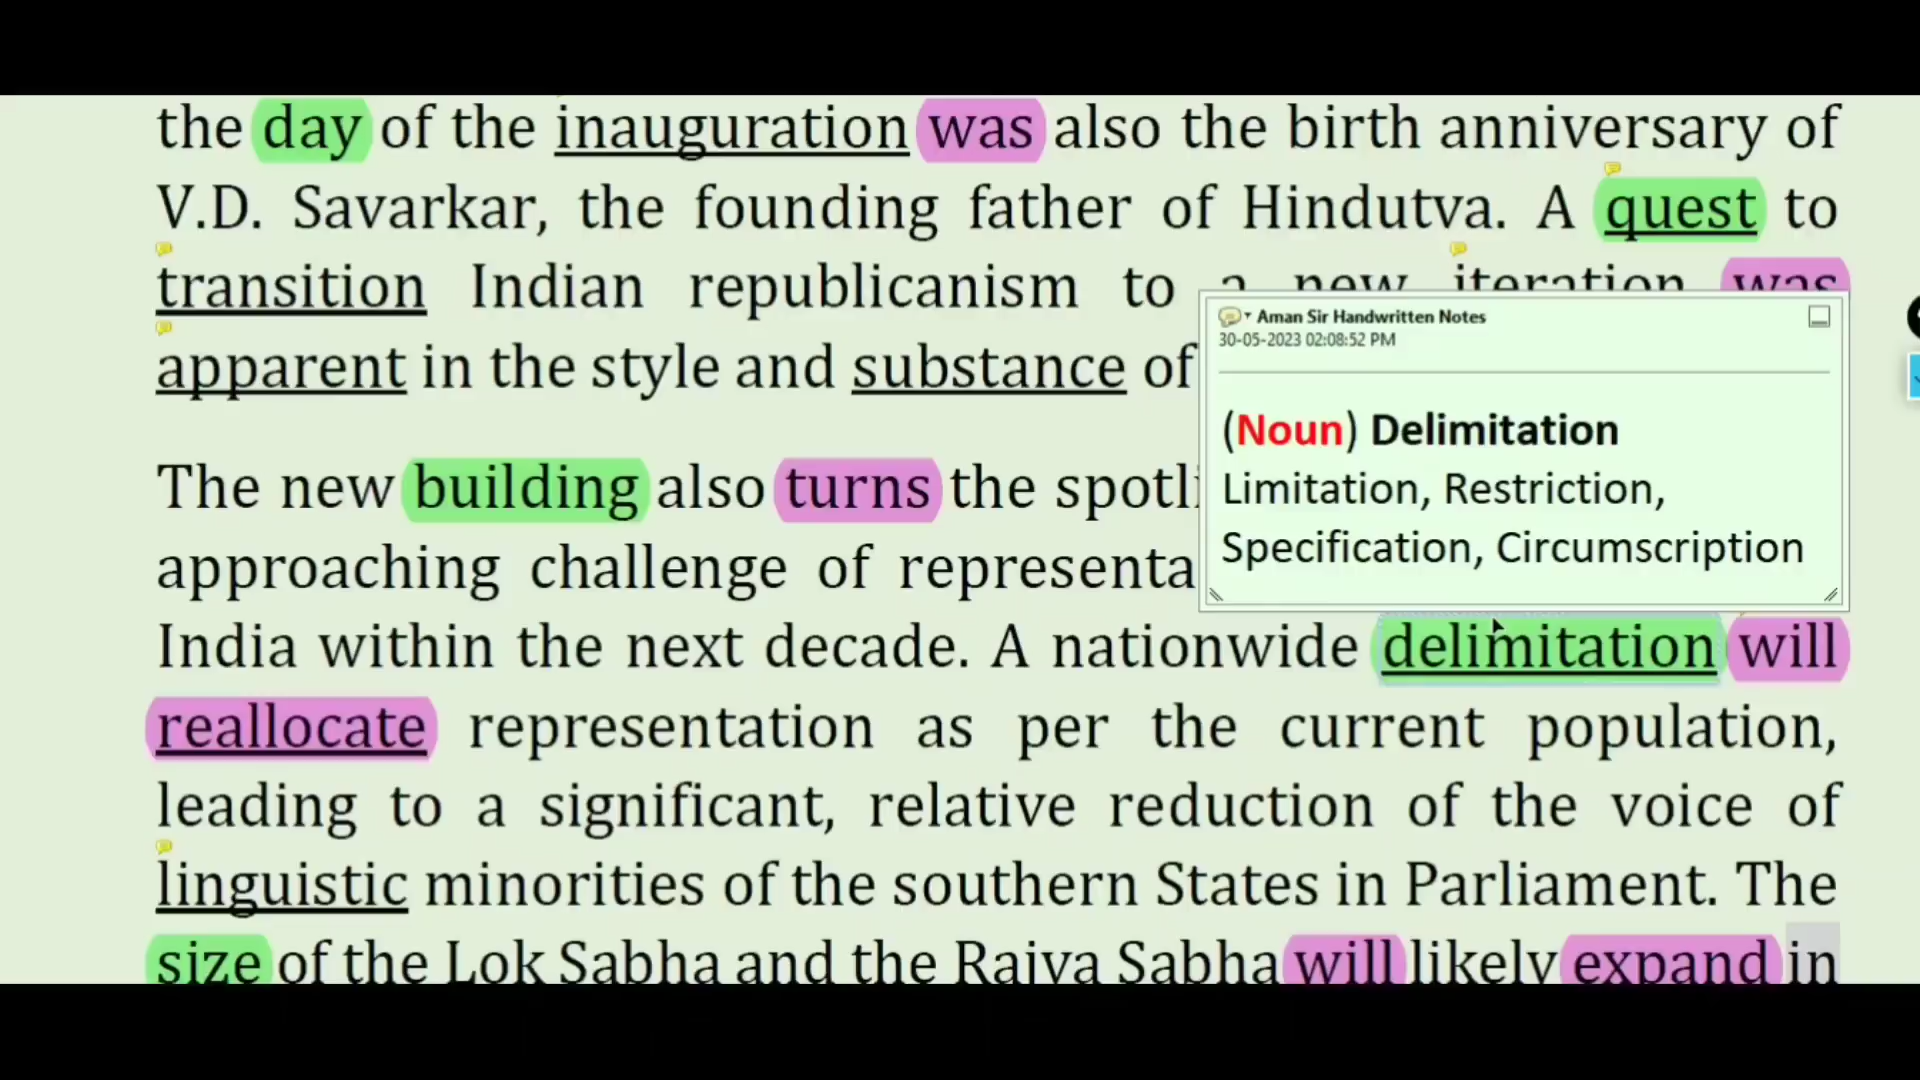 the day of the inauguration was also the birth anniversary of
V.D. Savarkar, the founding father of Hindutva. A quest to
transition Indian republicanism to a new iteration was
apparent in the style and substance of
Aman Sir Handwritten Notes
30-05-2023 02:08:52 PM
(Noun) Delimitation
Limitation, Restriction,
Specification, Circumscription
The new building also turns the spotli
approaching challenge of representa
India within the next decade. A nationwide delimitation will
reallocate representation as per the current population,
leading to a significant, relative reduction of the voice of
linguistic minorities of the southern States in Parliament. The
size of the Lok Sabha and the Rajya Sabha will likely expand in